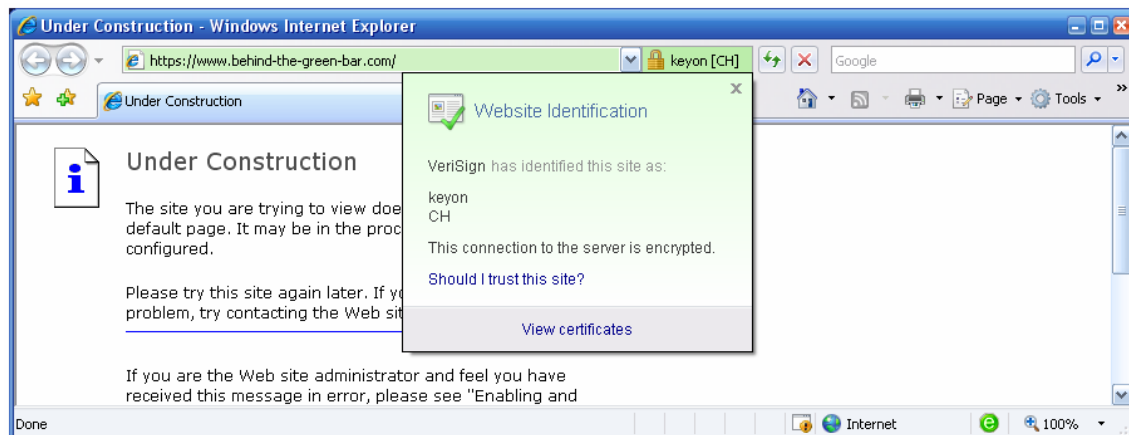 Under Construction - Windows Internet Explorer
https://www.behind-the-green-bar.com/
keyon [CH]
Google
Under Construction
Page
Tools
Website Identification
VeriSign has identified this site as:
keyon
CH
This connection to the server is encrypted.
Should I trust this site?
View certificates
Under Construction
The site you are trying to view doe
default page. It may be in the proc
configured.
Please try this site again later. If yo
problem, try contacting the Web sit
If you are the Web site administrator and feel you have
received this message in error, please see "Enabling and
Done
Internet
100%